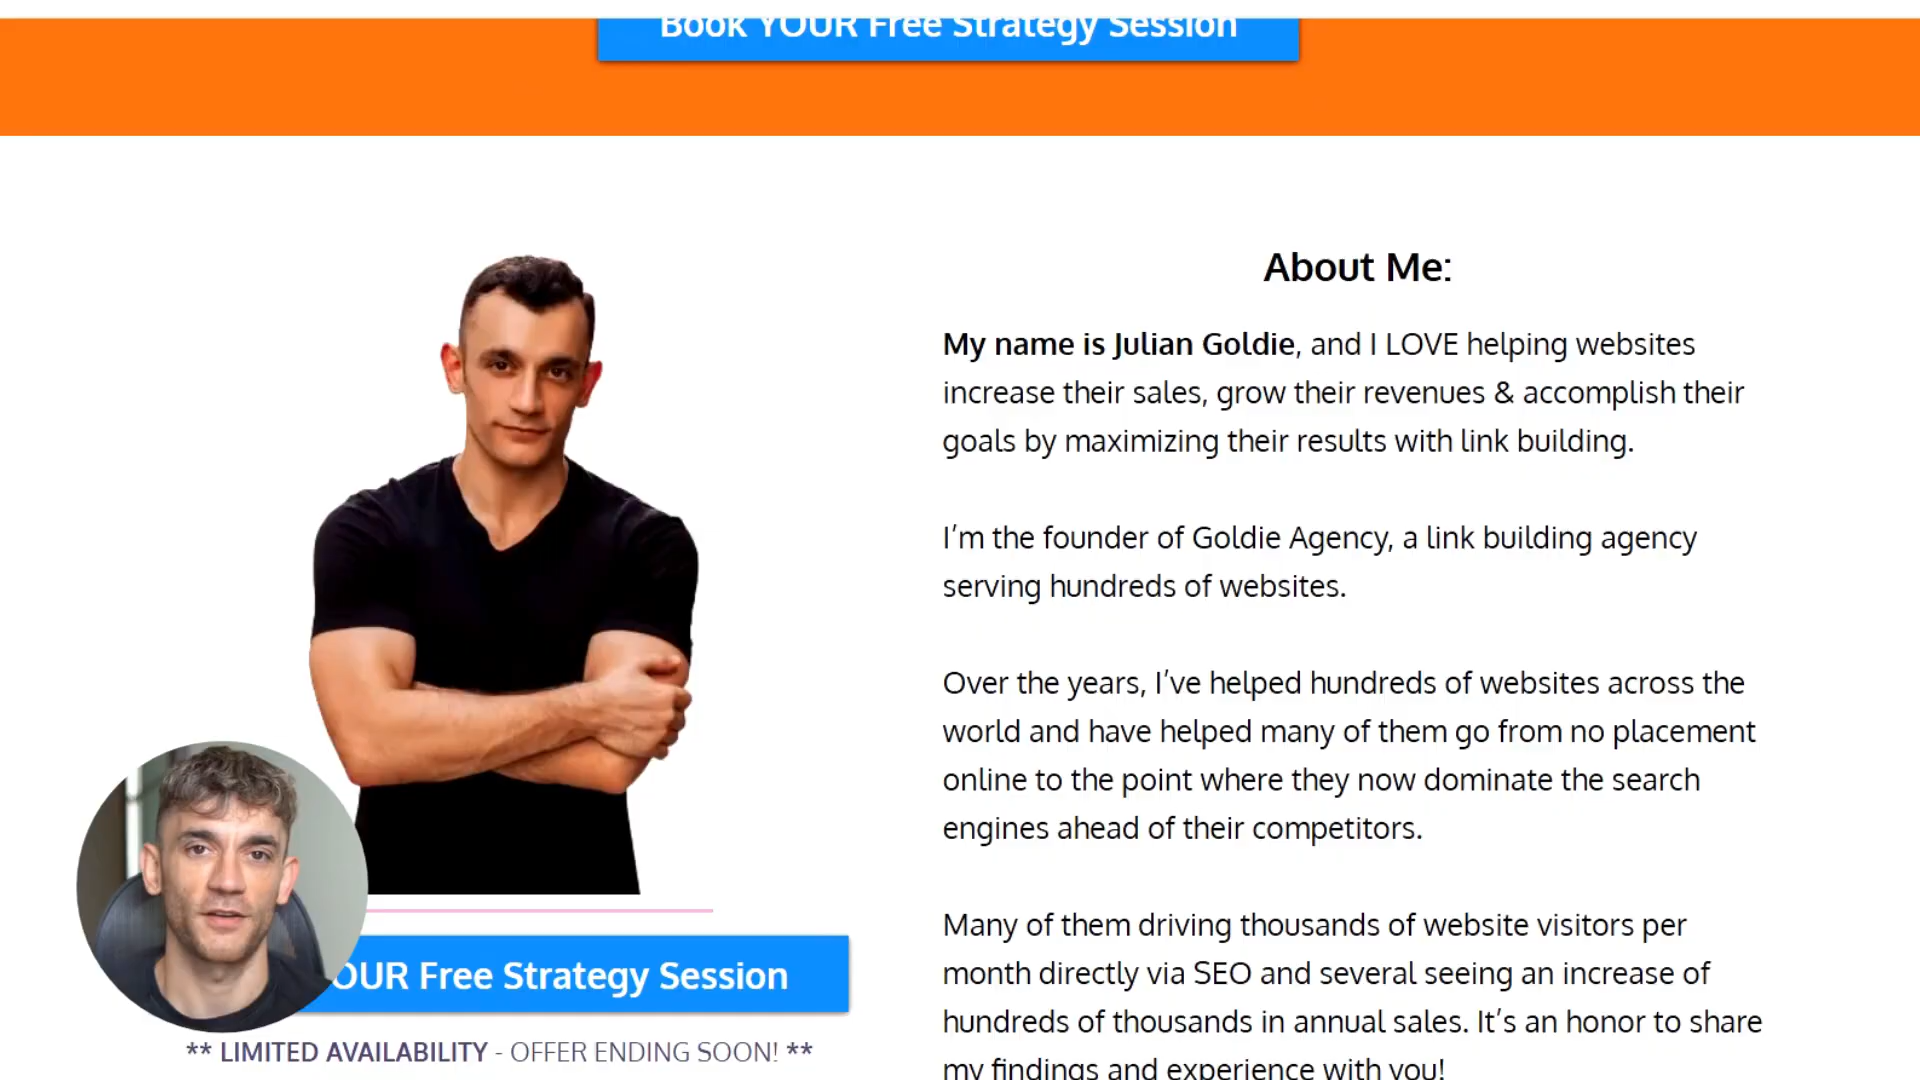 Book YOUR Free Strategy Session
About Me:
My name is Julian Goldie, and I LOVE helping websites
increase their sales, grow their revenues & accomplish their
goals by maximizing their results with link building.
I'm the founder of Goldie Agency, a link building agency
serving hundreds of websites.
Over the years, I've helped hundreds of websites across the
world and have helped many of them go from no placement
online to the point where they now dominate the search
engines ahead of their competitors.
Many of them driving thousands of website visitors per
month directly via SEO and several seeing an increase of
hundreds of thousands in annual sales. It's an honor to share
my findings and experience with you!
OUR Free Strategy Session
** LIMITED AVAILABILITY - OFFER ENDING SOON! **